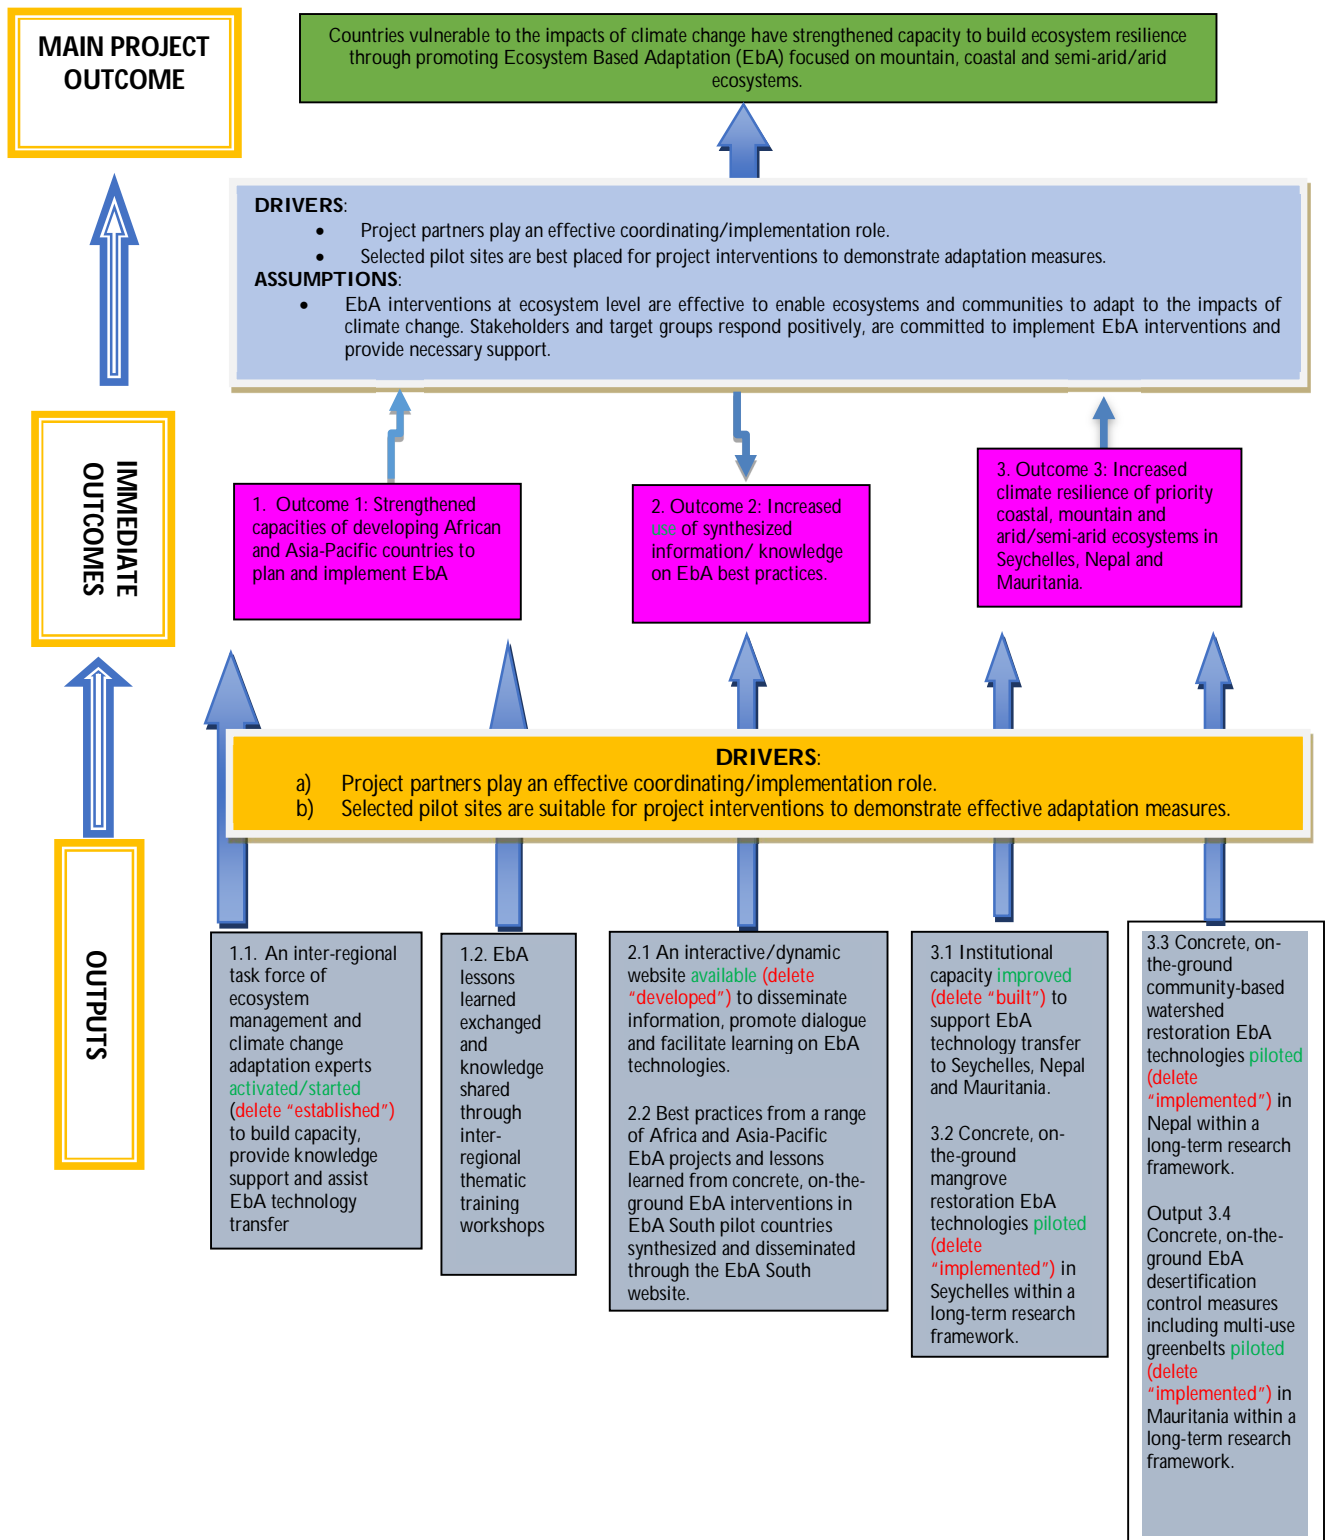 MAIN PROJECT
OUTCOME
Countries vulnerable to the impacts of climate change have strengthened capacity to build ecosystem resilience
through promoting Ecosystem Based Adaptation (EbA) focused on mountain, coastal and semi-arid/arid
ecosystems.
DRIVERS:
• Project partners play an effective coordinating/implementation role.
• Selected pilot sites are best placed for project interventions to demonstrate adaptation measures.
ASSUMPTIONS:
• EbA interventions at ecosystem level are effective to enable ecosystems and communities to adapt to the impacts of
climate change. Stakeholders and target groups respond positively, are committed to implement EbA interventions and
provide necessary support.
IMMEDIATE
OUTCOMES
1. Outcome 1: Strengthened
capacities of developing African
and Asia-Pacific countries to
plan and implement EbA
2. Outcome 2: Increased
use of synthesized
information/ knowledge
on EbA best practices.
3. Outcome 3: Increased
climate resilience of priority
coastal, mountain and
arid/semi-arid ecosystems in
Seychelles, Nepal and
Mauritania.
DRIVERS:
a) Project partners play an effective coordinating/implementation role.
b) Selected pilot sites are suitable for project interventions to demonstrate effective adaptation measures.
OUTPUTS
1.1. An inter-regional
task force of
ecosystem
management and
climate change
adaptation experts
activated/started
(delete “established”)
to build capacity,
provide knowledge
support and assist
EbA technology
transfer
1.2. EbA
lessons
learned
exchanged
and
knowledge
shared
through
inter-
regional
thematic
training
workshops
2.1 An interactive/dynamic
website available (delete
“developed”) to disseminate
information, promote dialogue
and facilitate learning on EbA
technologies.
2.2 Best practices from a range
of Africa and Asia-Pacific
EbA projects and lessons
learned from concrete, on-the-
ground EbA interventions in
EbA South pilot countries
synthesized and disseminated
through the EbA South
website.
3.1 Institutional
capacity improved
(delete “built”) to
support EbA
technology transfer
to Seychelles, Nepal
and Mauritania.
3.2 Concrete, on-
the-ground
mangrove
restoration EbA
technologies piloted
(delete
“implemented”) in
Seychelles within a
long-term research
framework.
3.3 Concrete, on-
the-ground
community-based
watershed
restoration EbA
technologies piloted
(delete
“implemented”) in
Nepal within a
long-term research
framework.
Output 3.4
Concrete, on-the-
ground EbA
desertification
control measures
including multi-use
greenbelts piloted
(delete
“implemented”) in
Mauritania within a
long-term research
framework.